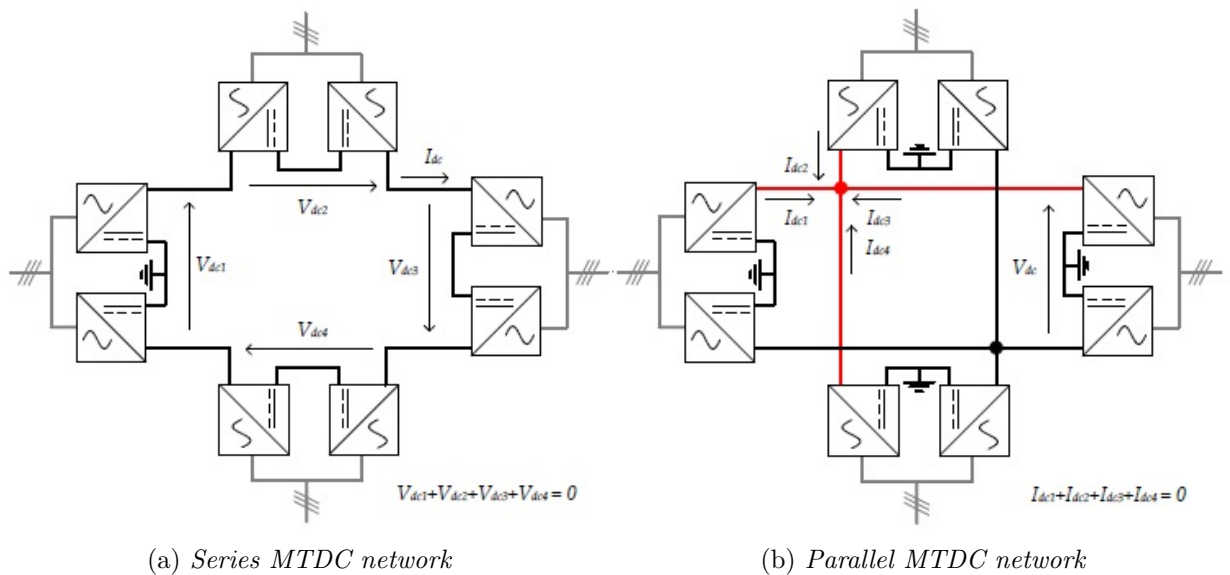 I_dc
V_dc2
V_dc1
V_dc3
V_dc4
V_dc1+V_dc2+V_dc3+V_dc4 = 0
(a) Series MTDC network
I_dc2
I_dc1
I_dc3
I_dc4
V_dc
I_dc1+I_dc2+I_dc3+I_dc4 = 0
(b) Parallel MTDC network